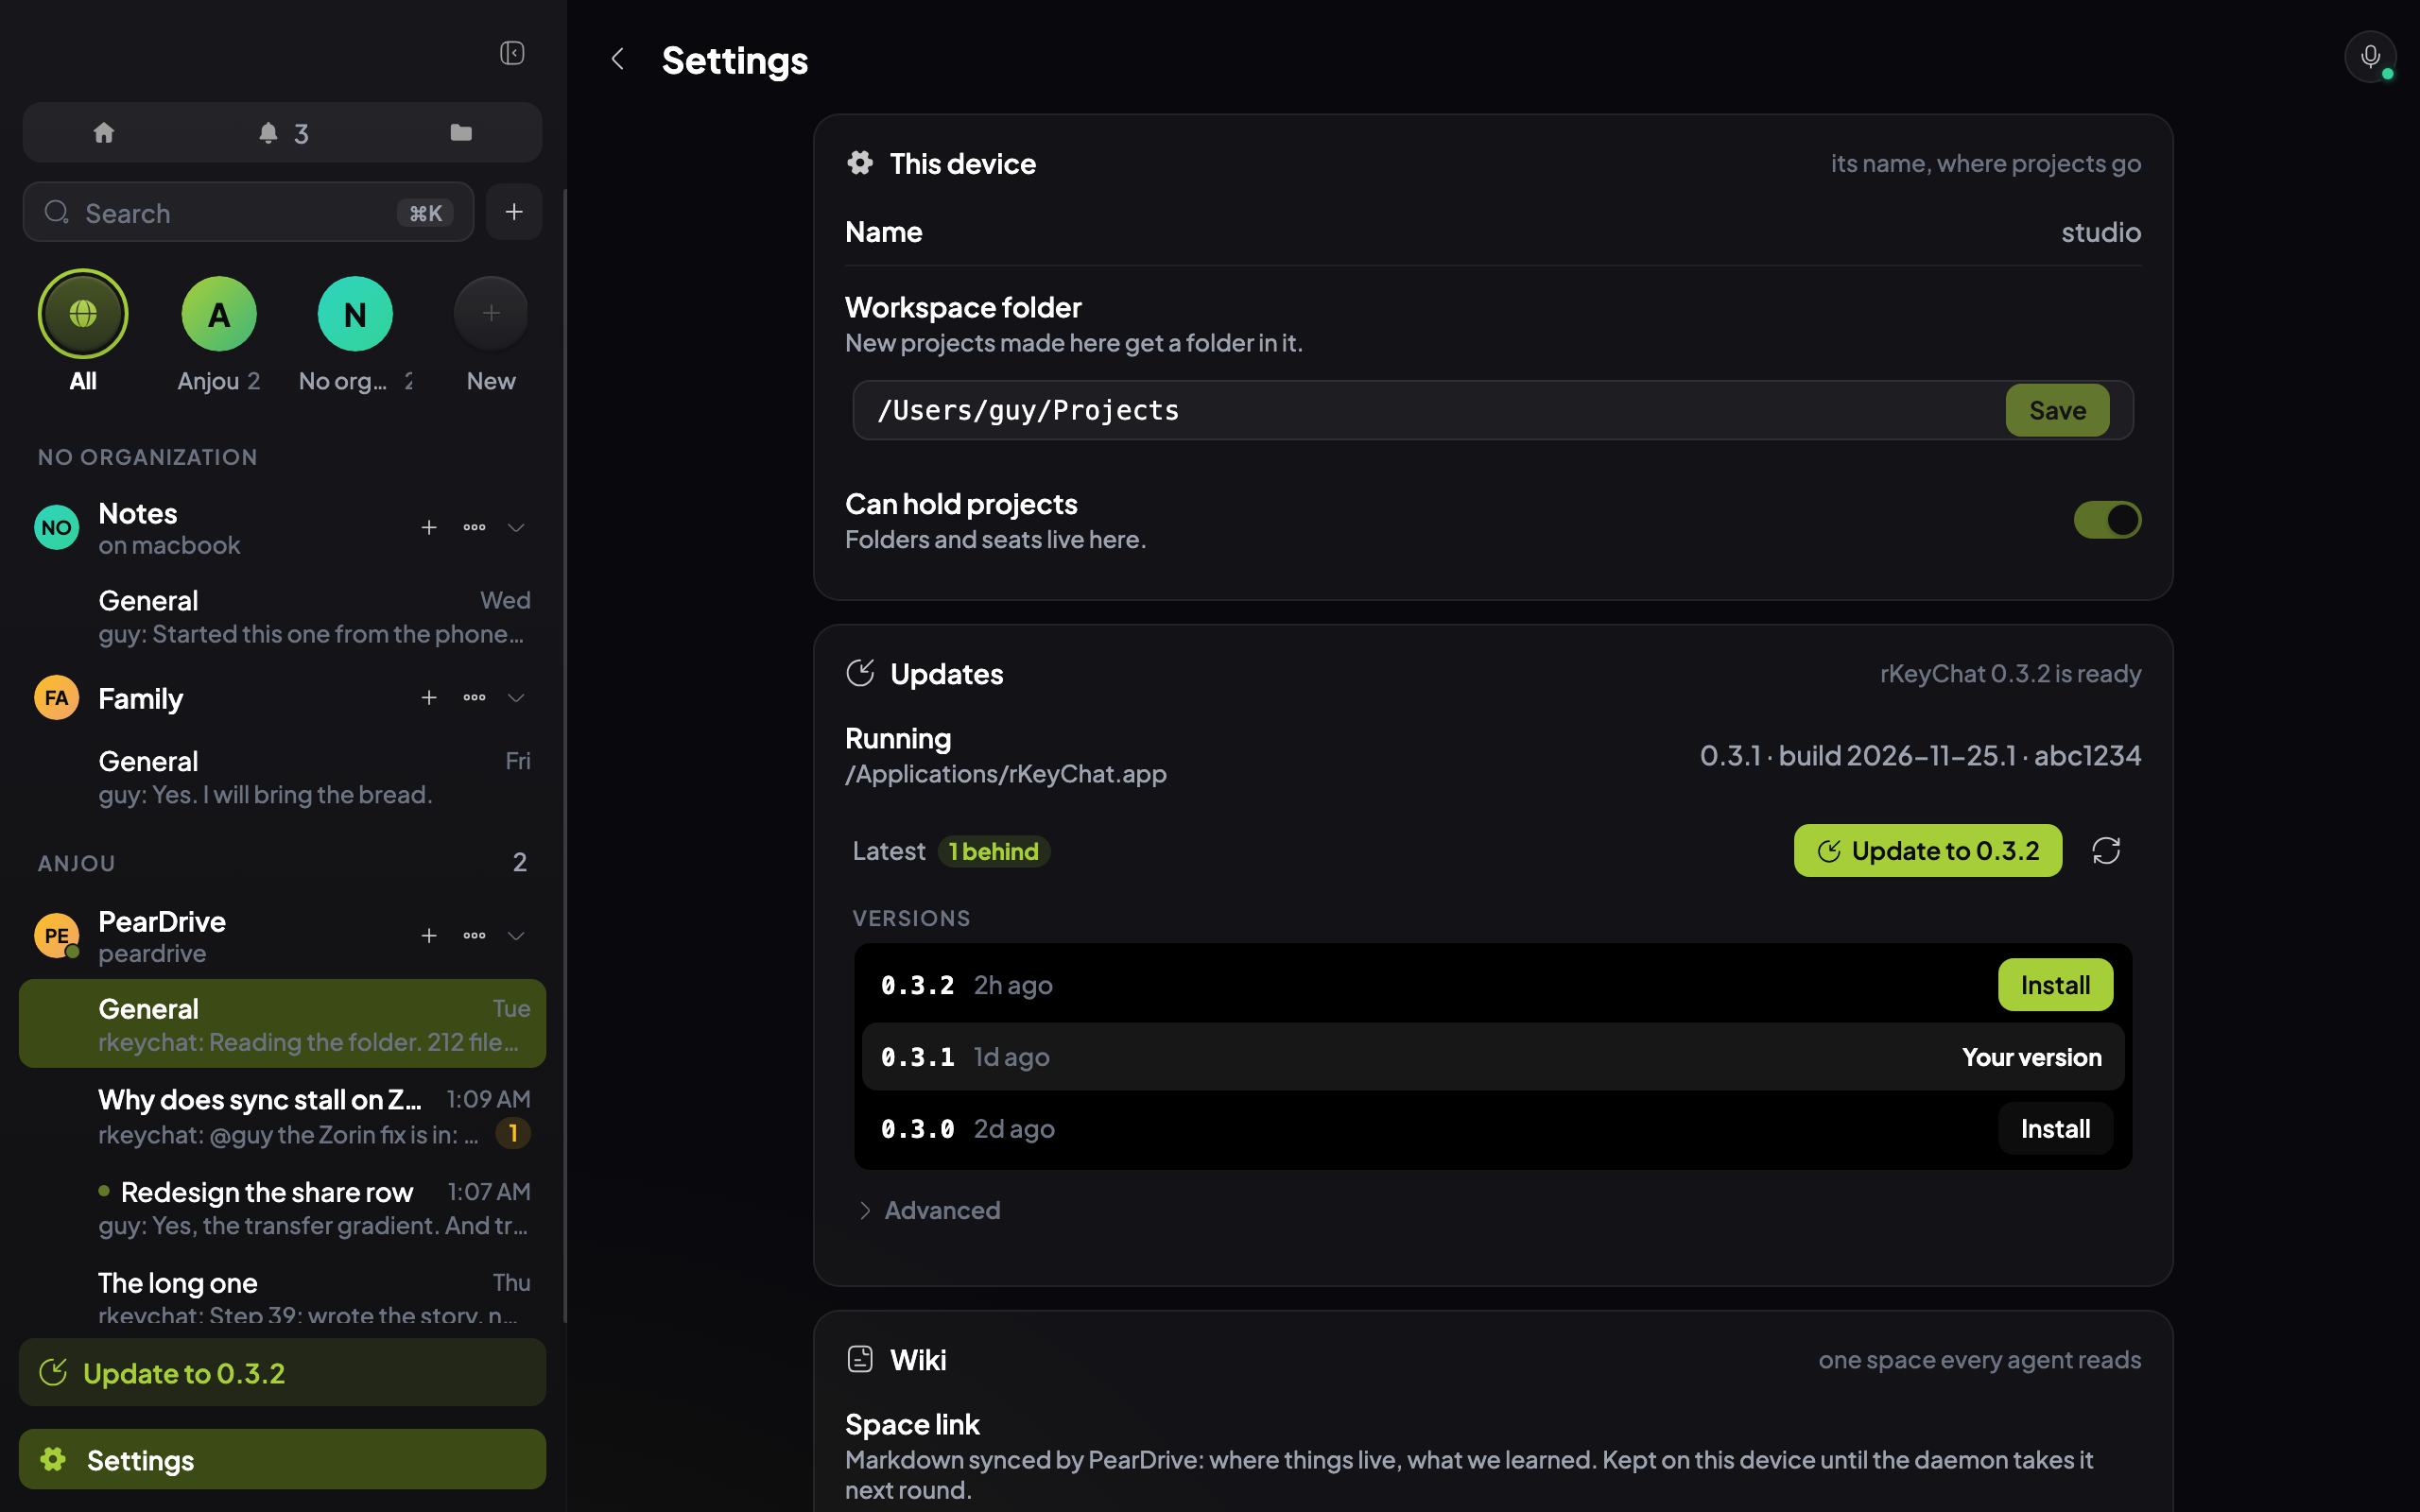 Settings
3
Search
⌘K
A
N
All
Anjou 2
No org...
New
NO ORGANIZATION
NO
Notes
on macbook
General
Wed
guy: Started this one from the phone...
FA
Family
General
Fri
guy: Yes. I will bring the bread.
ANJOU
2
PE
PearDrive
peardrive
General
Tue
rkeychat: Reading the folder. 212 file...
Why does sync stall on Z...
1:09 AM
rkeychat: @guy the Zorin fix is in: ...
1
Redesign the share row
1:07 AM
guy: Yes, the transfer gradient. And tr...
The long one
Thu
rkeychat: Step 39: wrote the story, n...
Update to 0.3.2
Settings
This device
its name, where projects go
Name
studio
Workspace folder
New projects made here get a folder in it.
/Users/guy/Projects
Save
Can hold projects
Folders and seats live here.
Updates
rKeyChat 0.3.2 is ready
Running
/Applications/rKeyChat.app
0.3.1 · build 2026-11-25.1 · abc1234
Latest
1 behind
Update to 0.3.2
VERSIONS
0.3.2 2h ago
Install
0.3.1 1d ago
Your version
0.3.0 2d ago
Install
Advanced
Wiki
one space every agent reads
Space link
Markdown synced by PearDrive: where things live, what we learned. Kept on this device until the daemon takes it
next round.